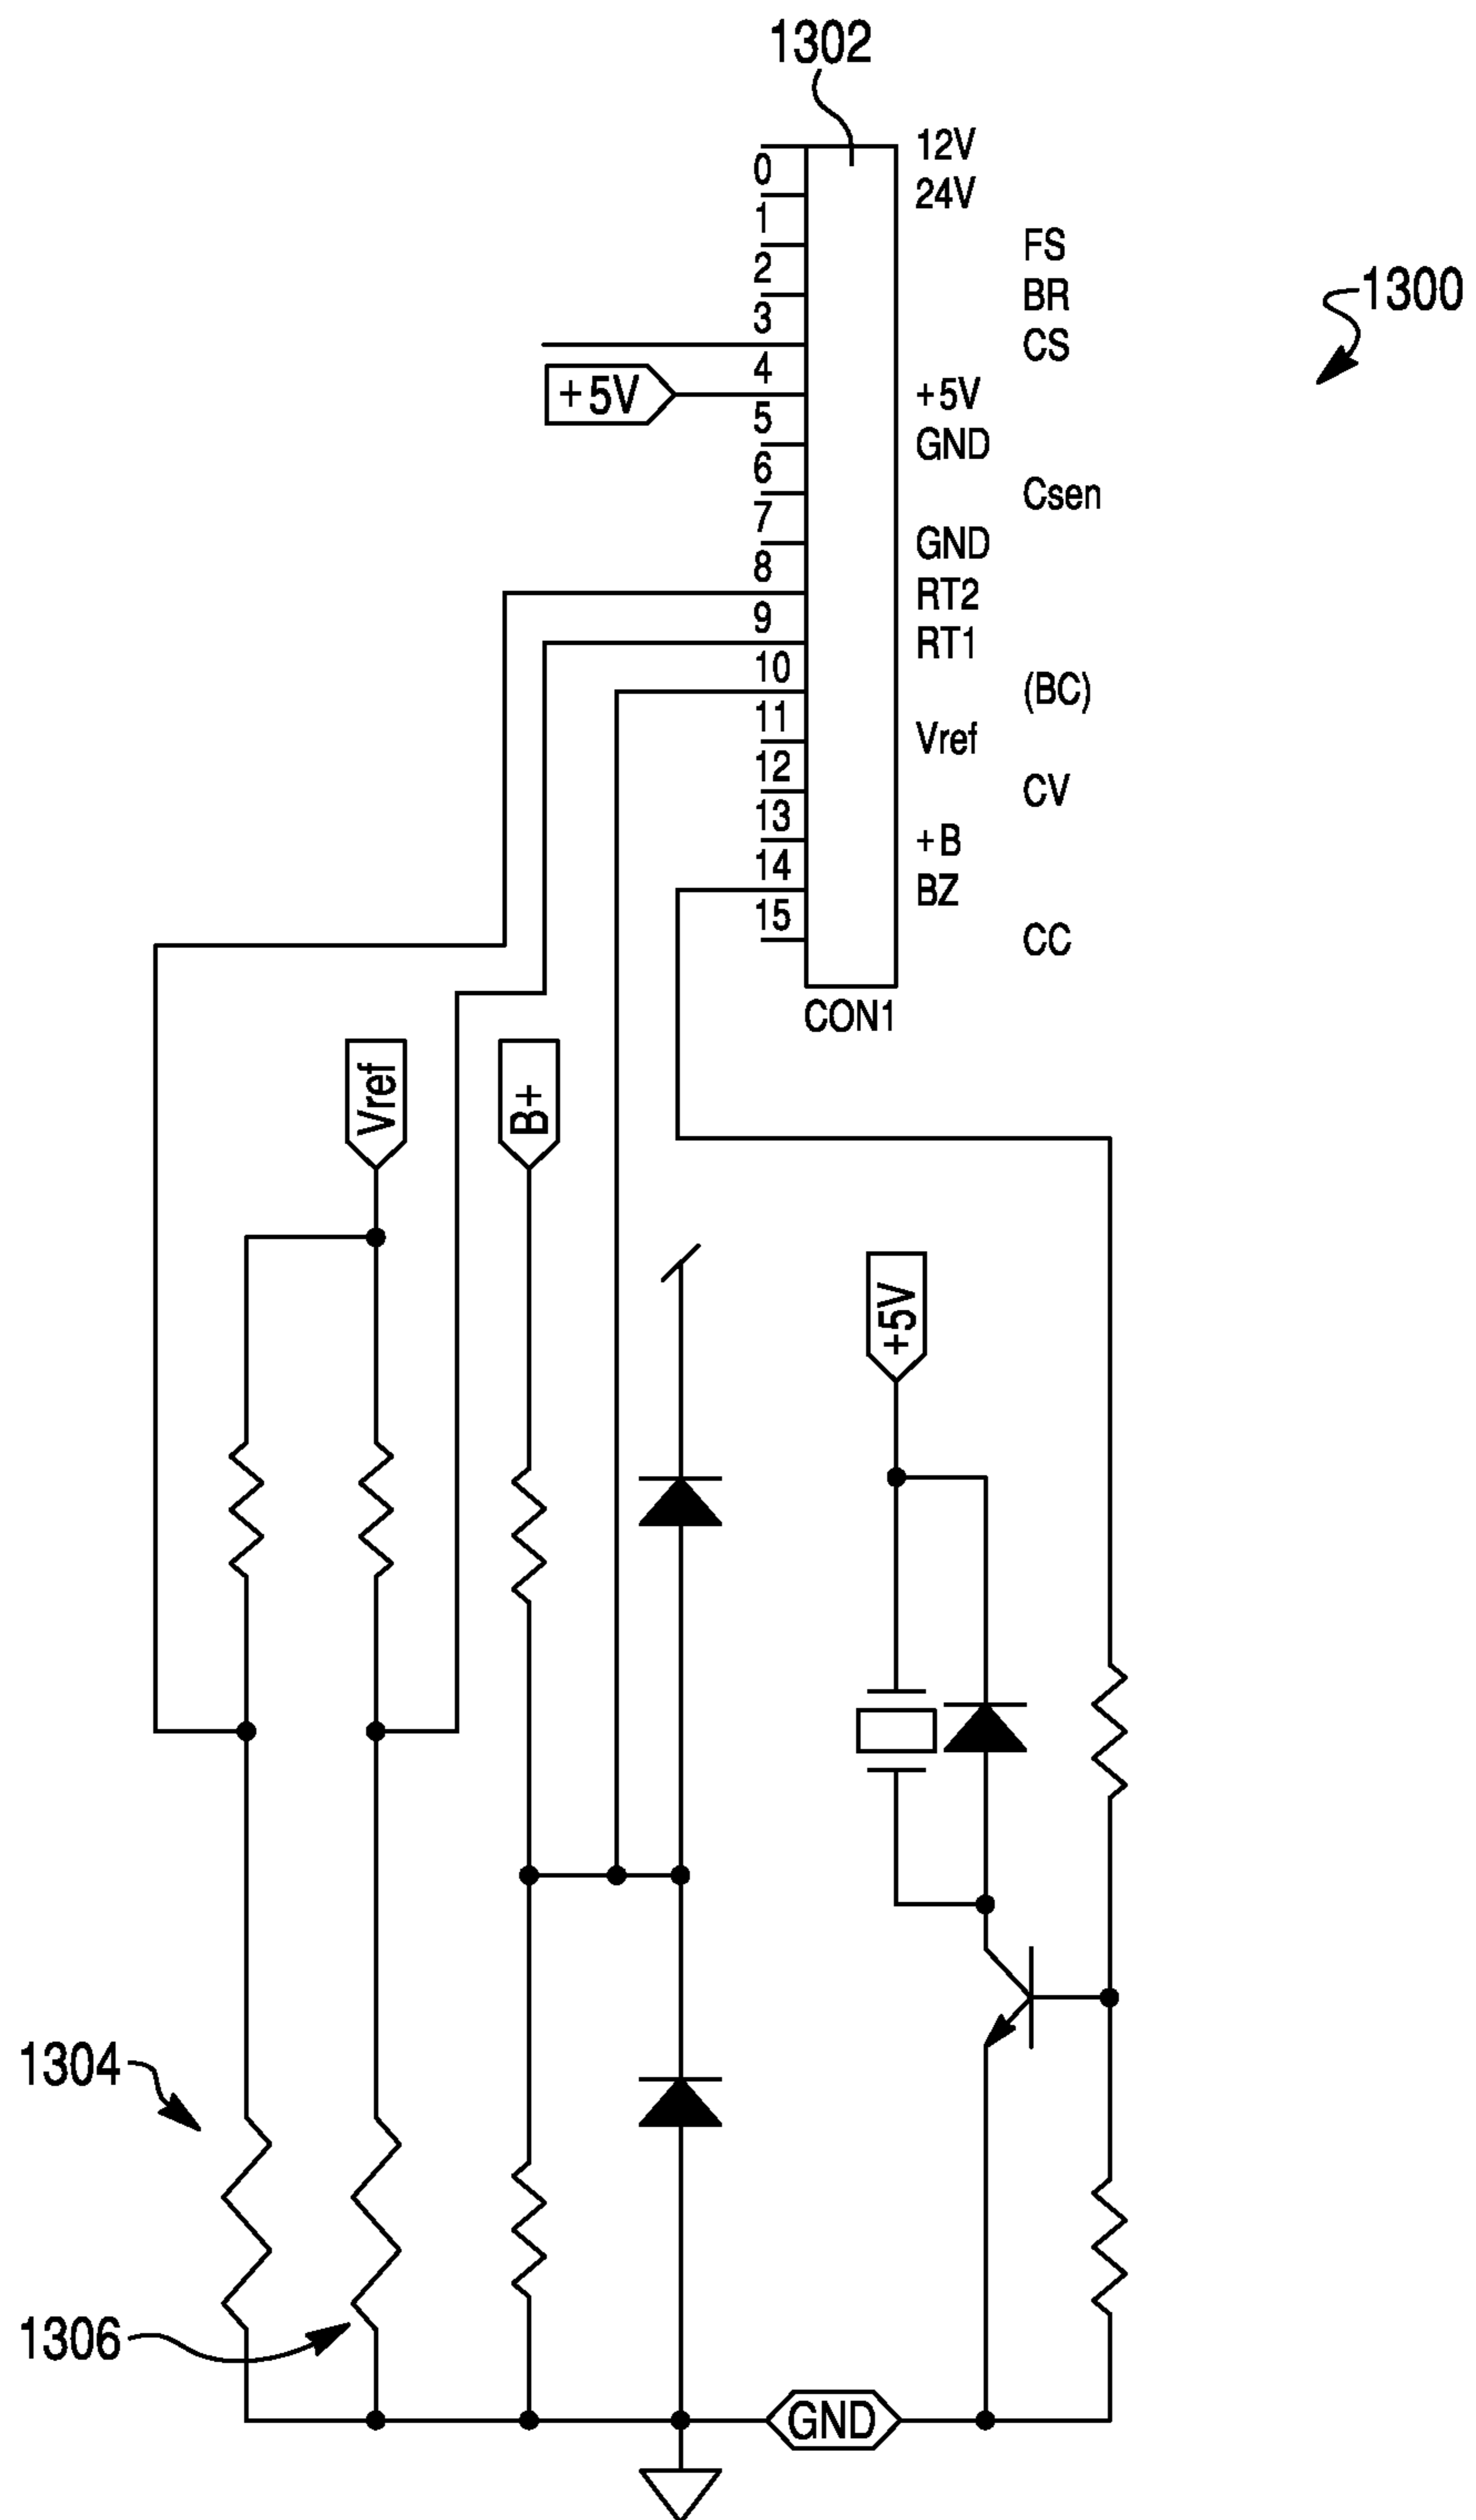 1302
12V
0
24V
1
FS
2
BR
1300
3
CS
4
+5V
+5V
5
GND
6
Csen
7
GND
8
RT2
9
RT1
10
(BC)
11
Vref
12
CV
13
+B
14
BZ
15
CC
CON1
Vref
B+
+5V
1304
1306
GND